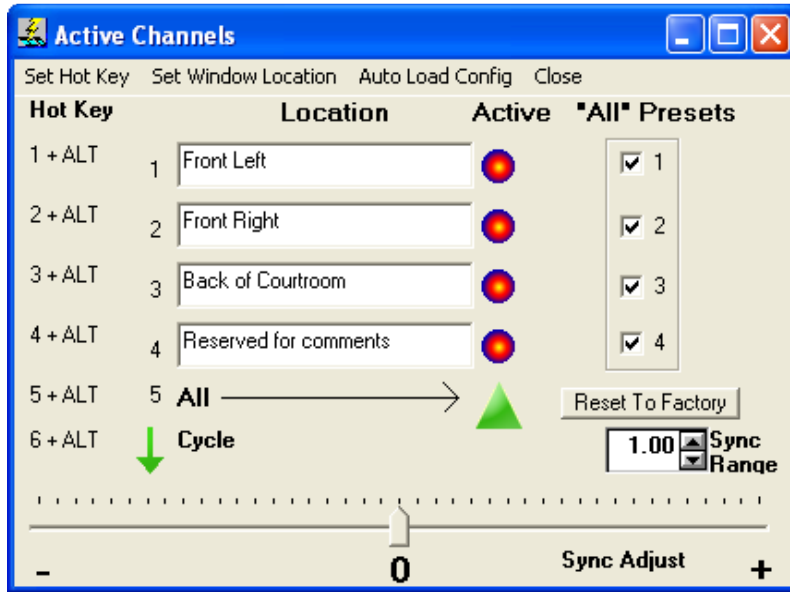 Active Channels
Set Hot Key Set Window Location Auto Load Config Close
Hot Key Location Active "All" Presets
1 + ALT 1 Front Left 1
2 + ALT 2 Front Right 2
3 + ALT 3 Back of Courtroom 3
4 + ALT 4 Reserved for comments 4
5 + ALT 5 All Reset To Factory
6 + ALT Cycle 1.00 Sync Range
- 0 Sync Adjust +